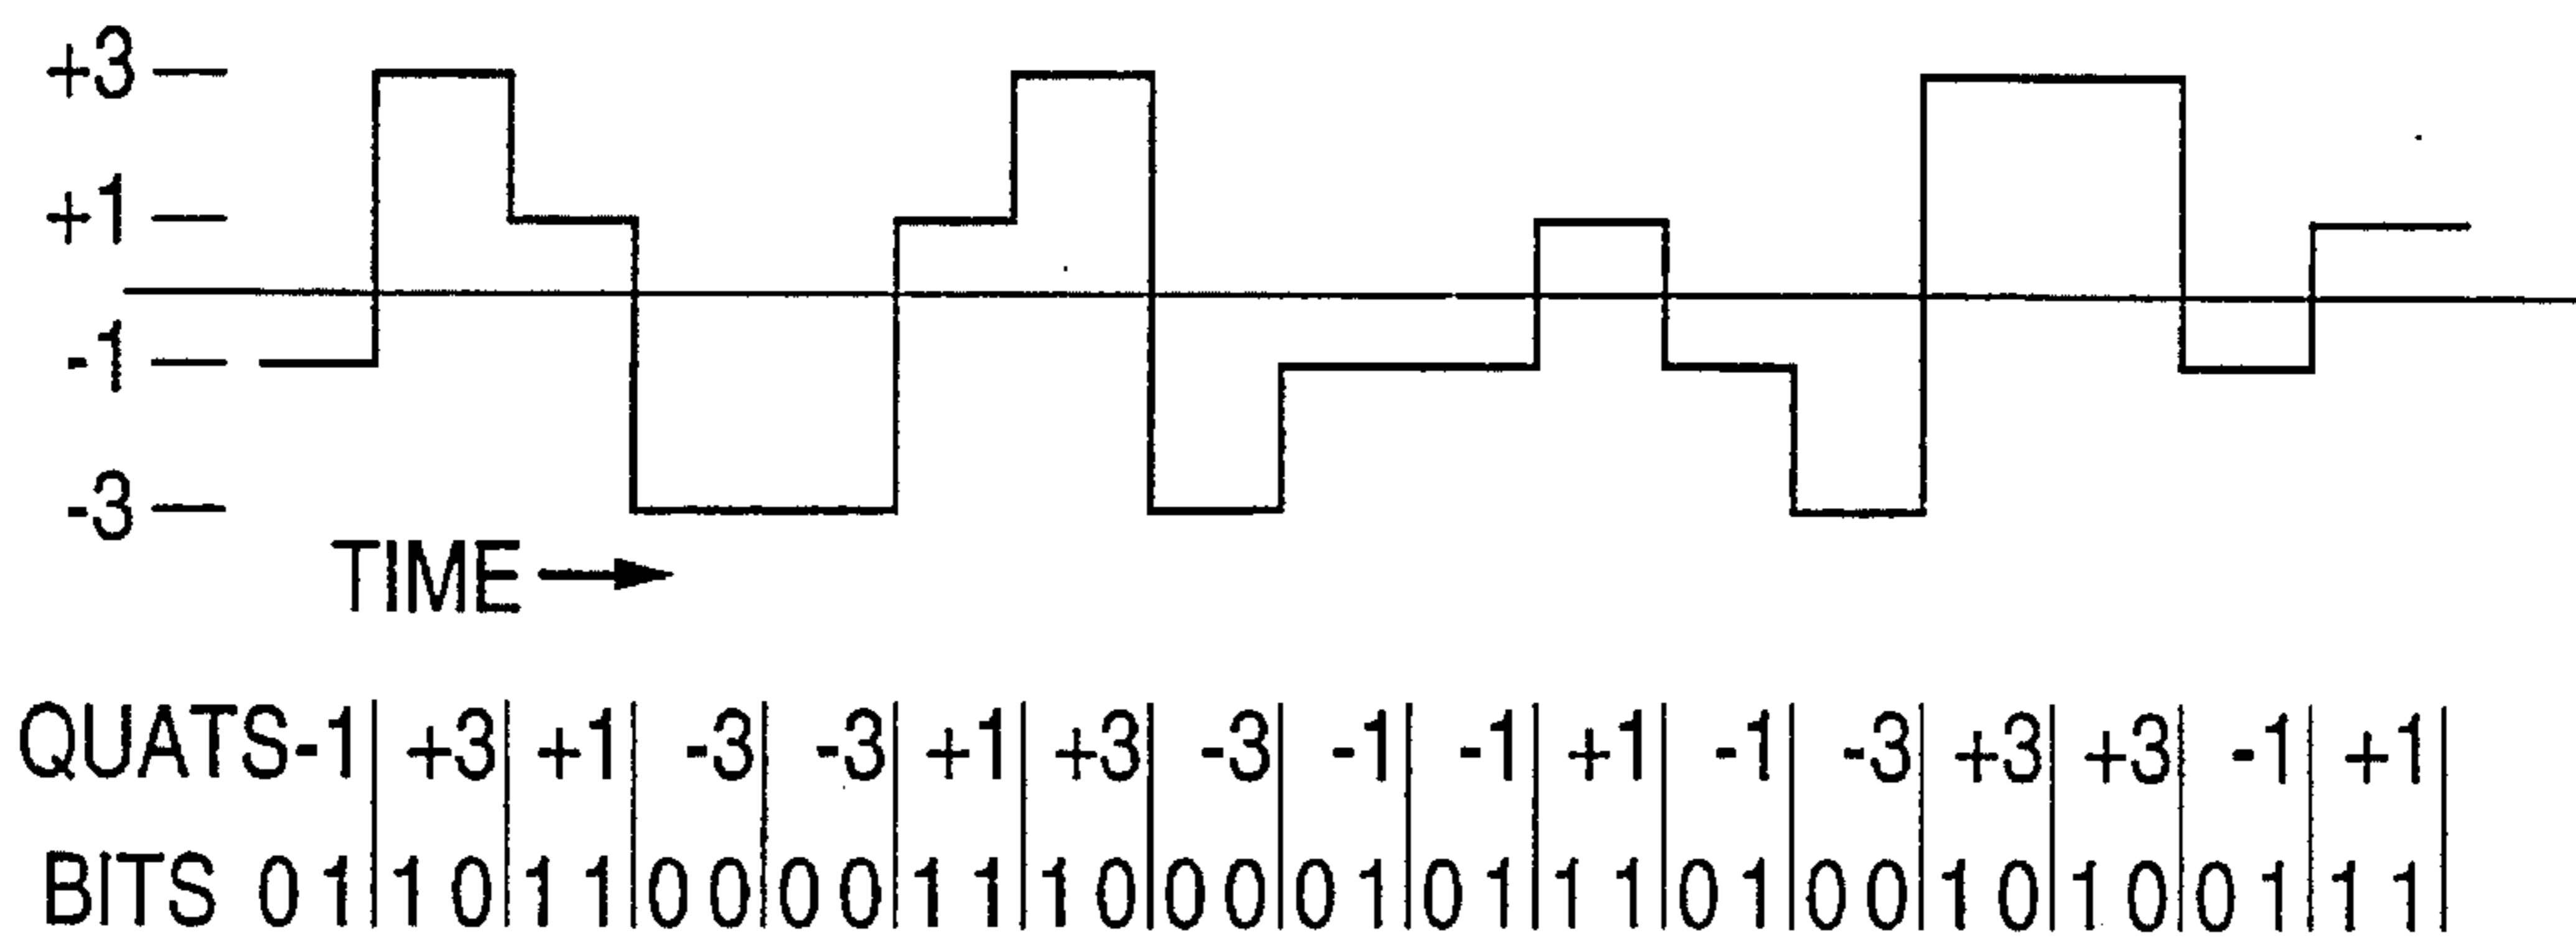 +3
+1
-1
-3
TIME
QUATS -1 +3 +1 -3 -3 +1 +3 -3 -1 -1 +1 -1 -3 +3 +3 -1 +1
BITS 0 1 1 0 1 1 0 0 0 0 1 1 1 0 0 0 0 1 0 1 1 1 0 1 0 0 1 0 1 0 0 1 1 1